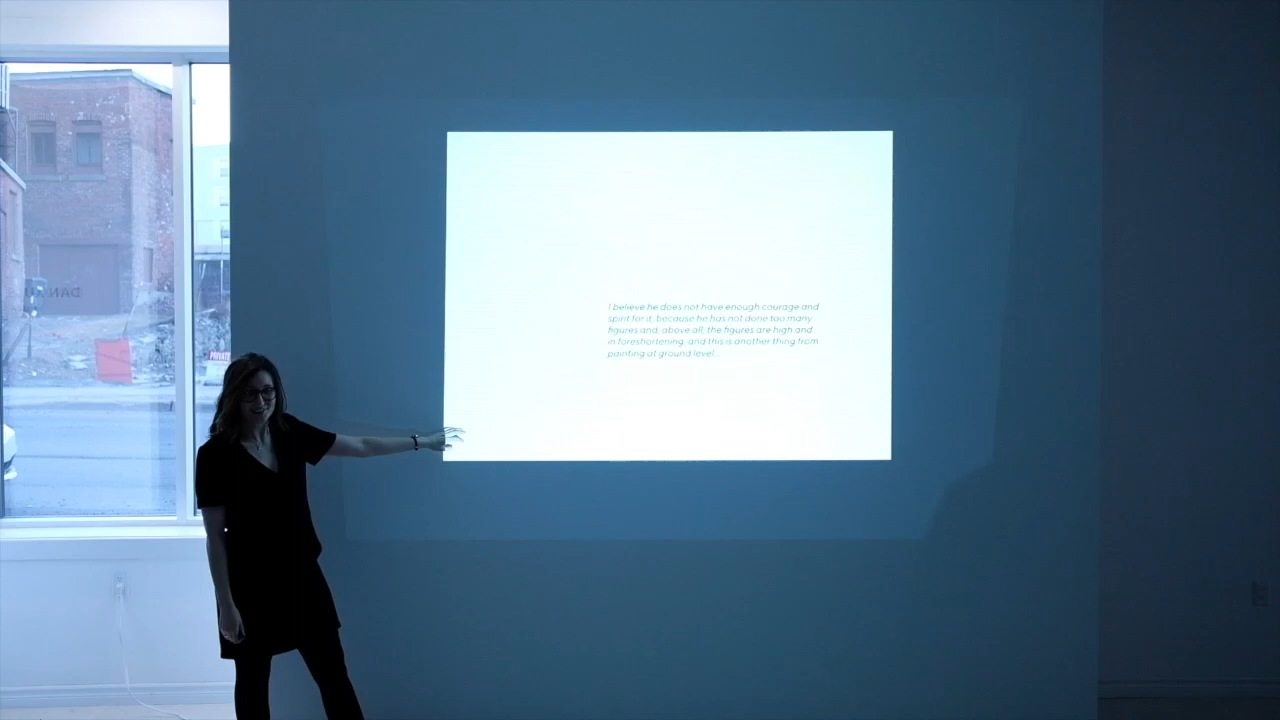 DAN
PRIVATE
I believe he does not have enough courage and
spirit for it, because he has not done too many
figures and, above all, the figures are high and
in foreshortening, and this is another thing from
painting at ground level...